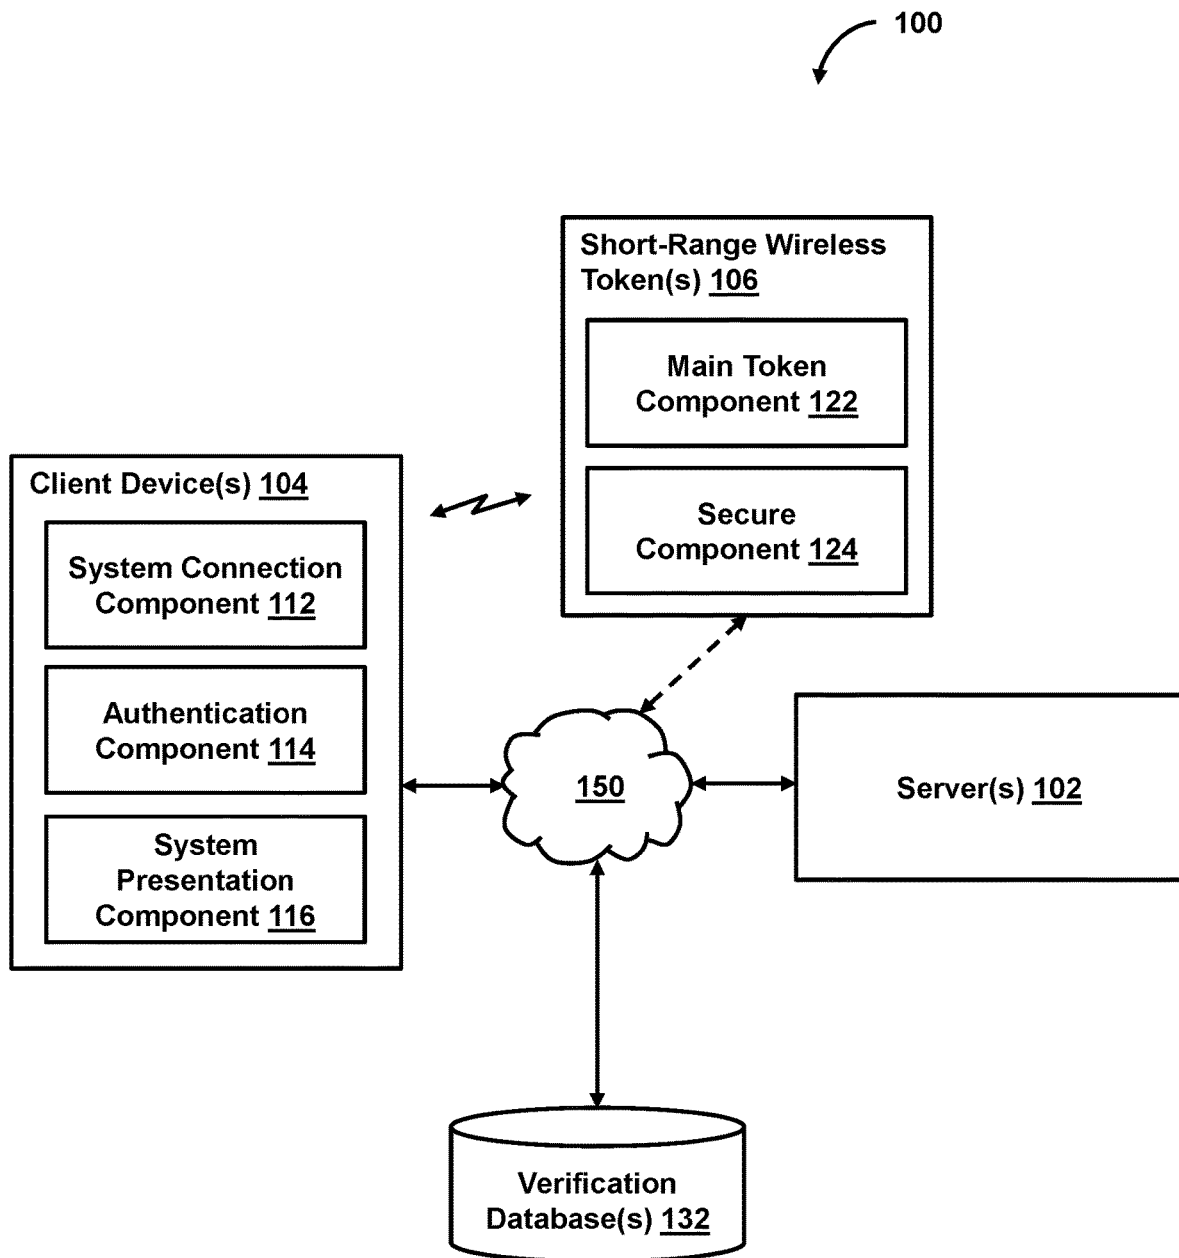 100
Short-Range Wireless
Token(s) 106
Main Token
Component 122
Secure
Component 124
Client Device(s) 104
System Connection
Component 112
Authentication
Component 114
System
Presentation
Component 116
150
Server(s) 102
Verification
Database(s) 132